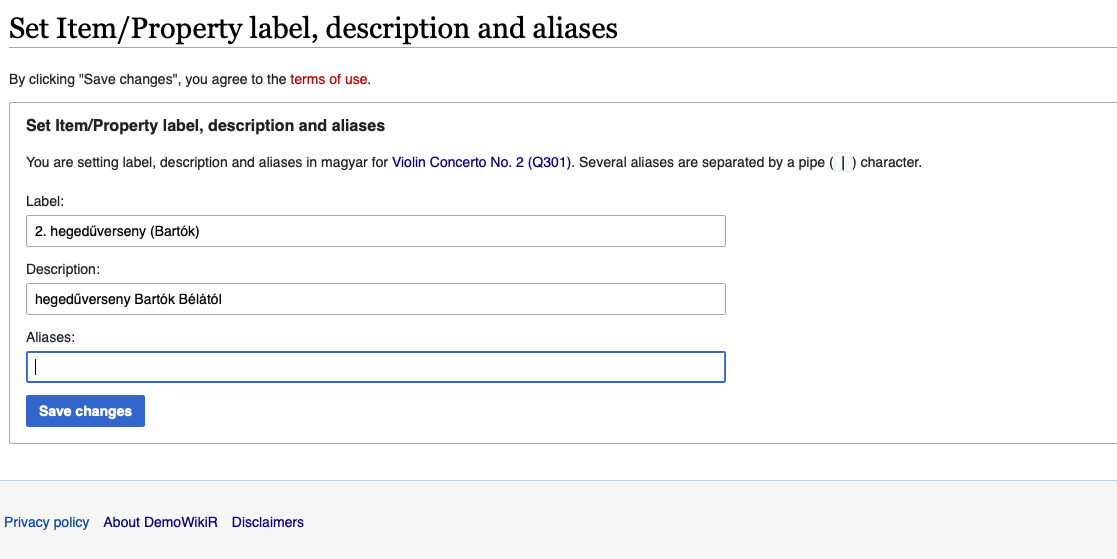 Set Item/Property label, description and aliases
By clicking "Save changes", you agree to the terms of use.
Set Item/Property label, description and aliases
You are setting label, description and aliases in magyar for Violin Concerto No. 2 (Q301). Several aliases are separated by a pipe ( | ) character.
Label:
2. hegedűverseny (Bartók)
Description:
hegedűverseny Bartók Bélától
Aliases:
Save changes
Privacy policy About DemoWikiR Disclaimers